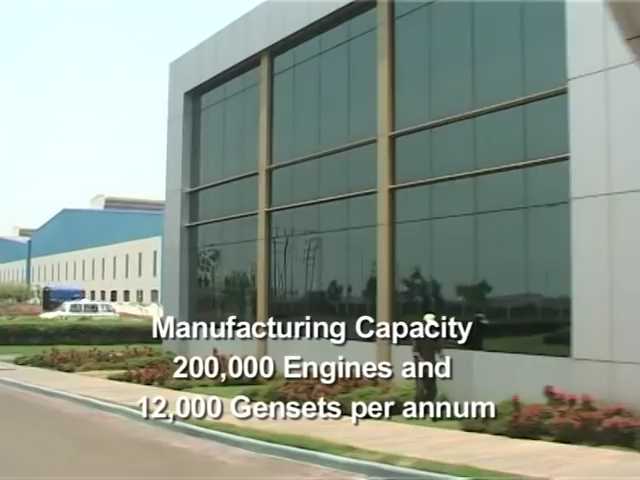 Manufacturing Capacity
200,000 Engines and
12,000 Gensets per annum